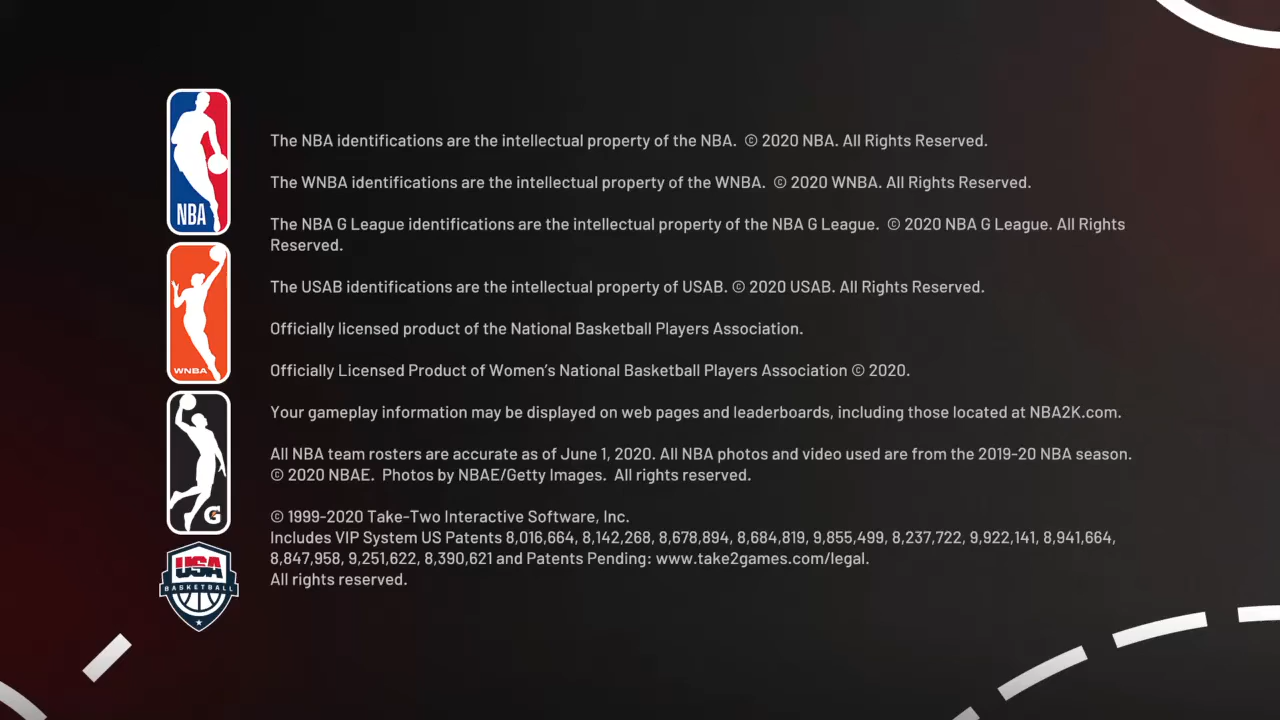 The NBA identifications are the intellectual property of the NBA.  © 2020 NBA. All Rights Reserved.
The WNBA identifications are the intellectual property of the WNBA.  © 2020 WNBA. All Rights Reserved.
The NBA G League identifications are the intellectual property of the NBA G League.  © 2020 NBA G League. All Rights
Reserved.
The USAB identifications are the intellectual property of USAB. © 2020 USAB. All Rights Reserved.
Officially licensed product of the National Basketball Players Association.
Officially Licensed Product of Women’s National Basketball Players Association © 2020.
Your gameplay information may be displayed on web pages and leaderboards, including those located at NBA2K.com.
All NBA team rosters are accurate as of June 1, 2020. All NBA photos and video used are from the 2019-20 NBA season.
© 2020 NBAE.  Photos by NBAE/Getty Images.  All rights reserved.
© 1999-2020 Take-Two Interactive Software, Inc.
Includes VIP System US Patents 8,016,664, 8,142,268, 8,678,894, 8,684,819, 9,855,499, 8,237,722, 9,922,141, 8,941,664,
8,847,958, 9,251,622, 8,390,621 and Patents Pending: www.take2games.com/legal.
All rights reserved.
NBA
WNBA
G
USA
BASKETBALL